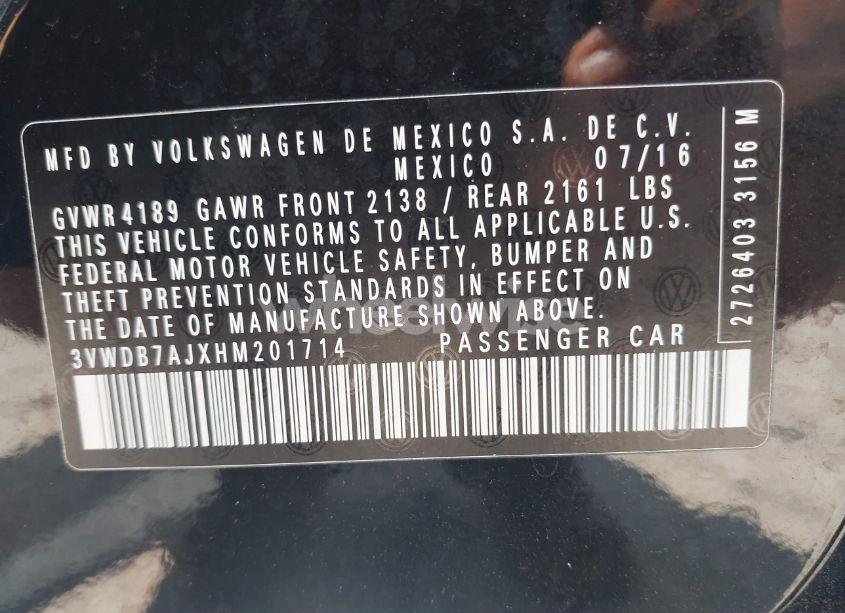 MFD BY VOLKSWAGEN DE MEXICO S.A. DE C.V.
MEXICO 07/16
GVWR 4189 GAWR FRONT 2138 / REAR 2161 LBS
THIS VEHICLE CONFORMS TO ALL APPLICABLE U.S.
FEDERAL MOTOR VEHICLE SAFETY, BUMPER AND
THEFT PREVENTION STANDARDS IN EFFECT ON
THE DATE OF MANUFACTURE SHOWN ABOVE.
3VWDB7AJXHM201714 PASSENGER CAR
2726403 3156 M